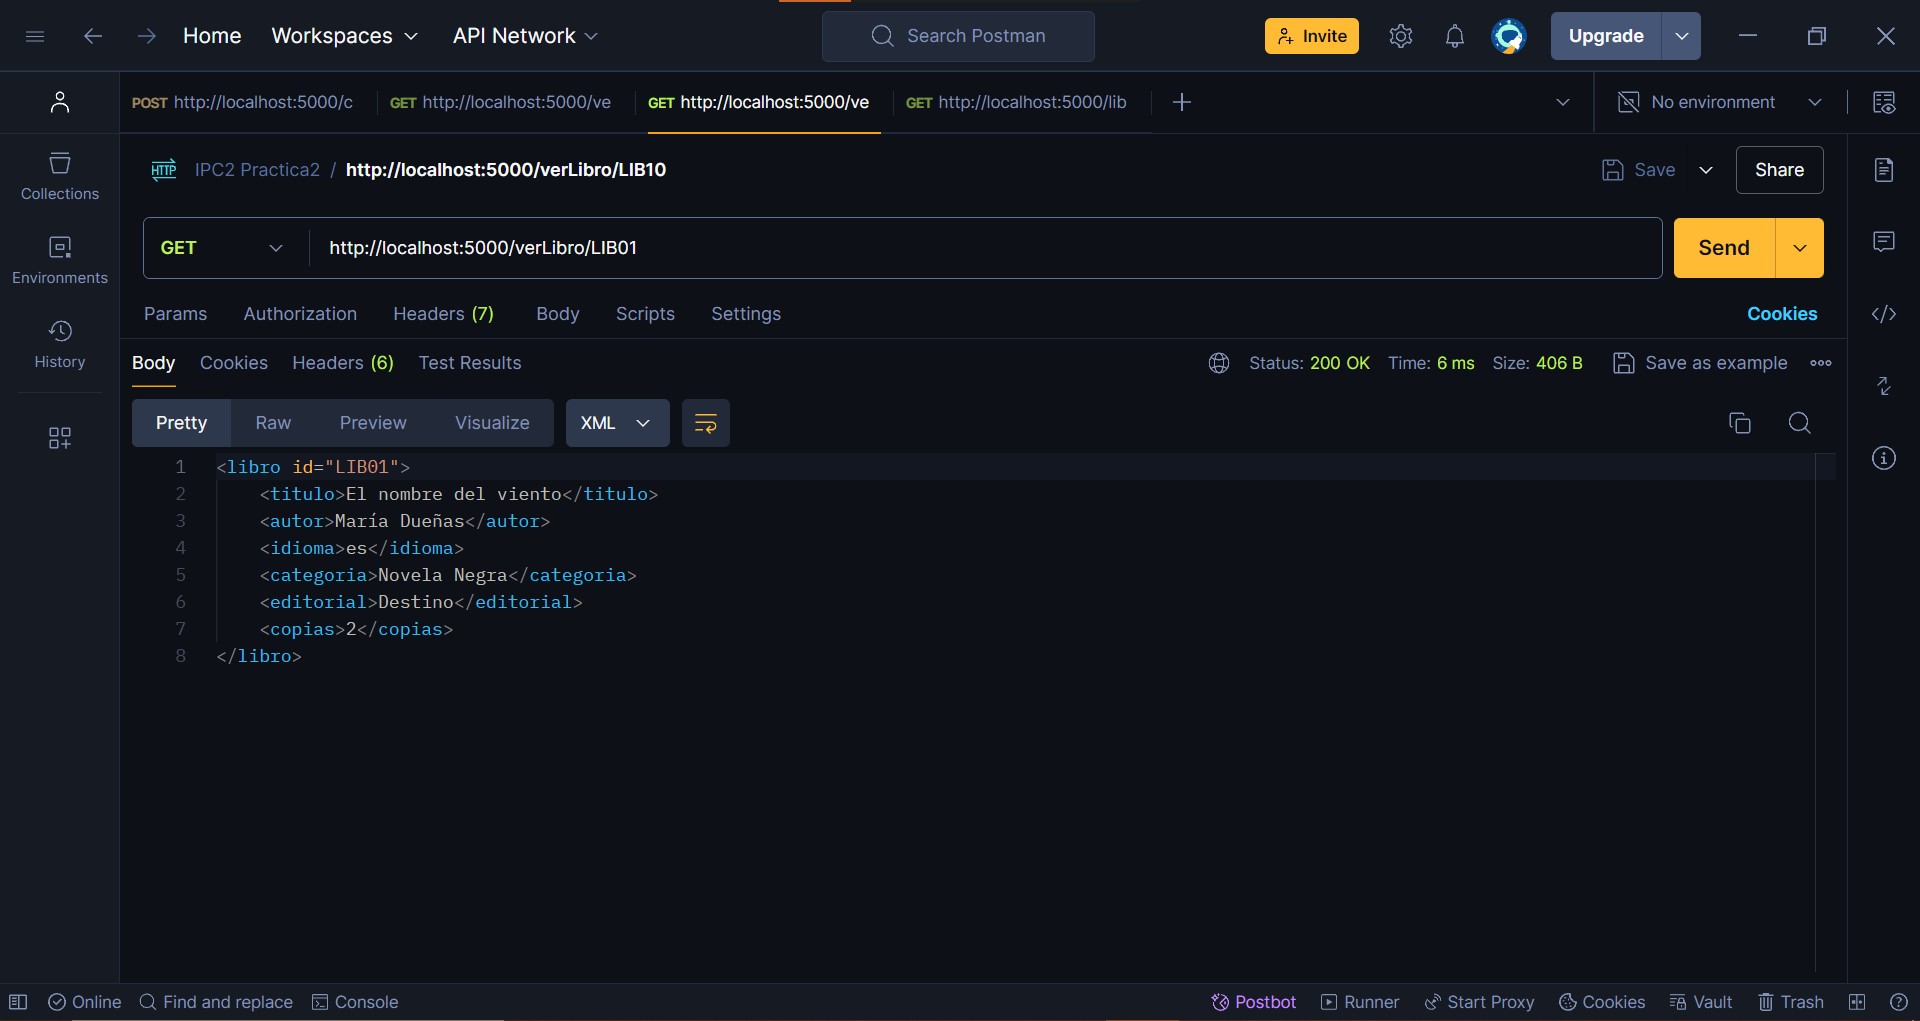 Home Workspaces API Network Search Postman Invite Upgrade
POST http://localhost:5000/c GET http://localhost:5000/ve GET http://localhost:5000/ve GET http://localhost:5000/lib No environment
HTTP IPC2 Practica2 / http://localhost:5000/verLibro/LIB10 Save Share
Collections
GET http://localhost:5000/verLibro/LIB01 Send
Environments
Params Authorization Headers (7) Body Scripts Settings Cookies
History
Body Cookies Headers (6) Test Results Status: 200 OK Time: 6 ms Size: 406 B Save as example
Pretty Raw Preview Visualize XML
1 <libro id="LIB01">
2 <titulo>El nombre del viento</titulo>
3 <autor>María Dueñas</autor>
4 <idioma>es</idioma>
5 <categoria>Novela Negra</categoria>
6 <editorial>Destino</editorial>
7 <copias>2</copias>
8 </libro>
Online Find and replace Console Postbot Runner Start Proxy Cookies Vault Trash